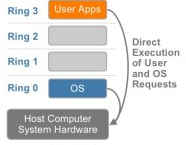 Ring 3
User Apps
Ring 2
Ring 1
Ring 0
OS
Direct
Execution
of User
and OS
Requests
Host Computer
System Hardware